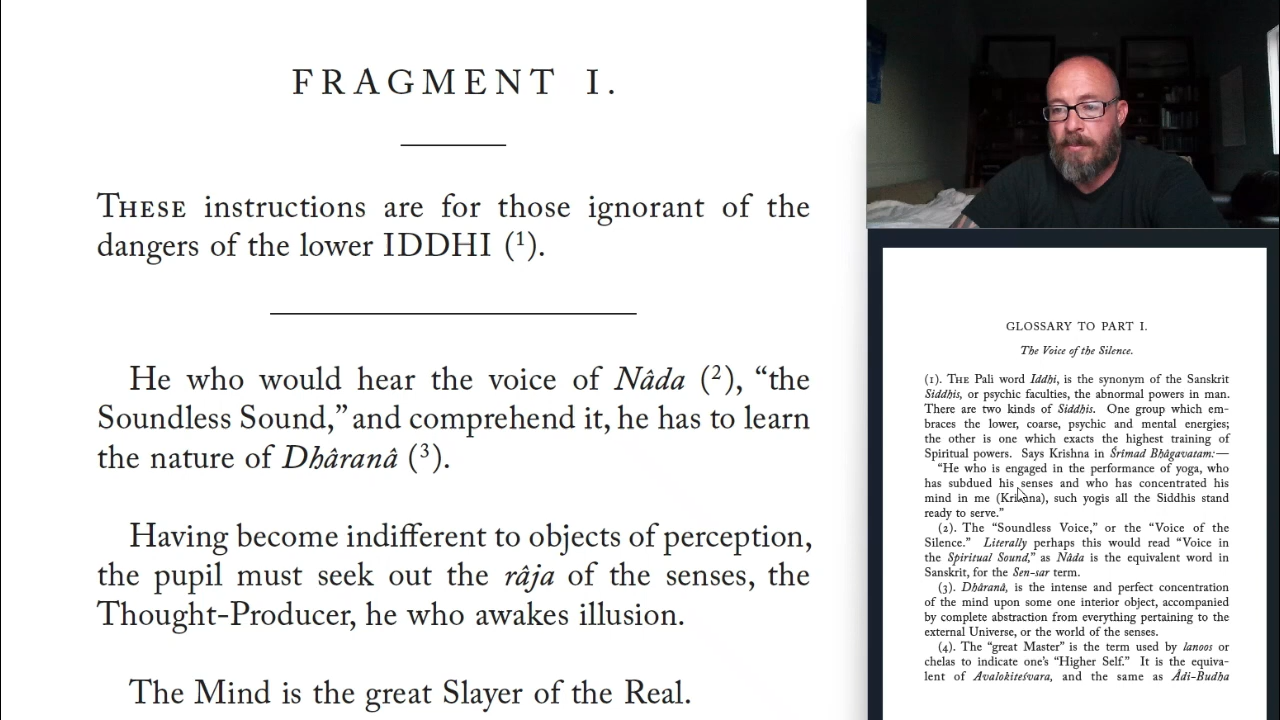 FRAGMENT I.
THESE instructions are for those ignorant of the
dangers of the lower IDDHI (¹).
He who would hear the voice of Nâda (²), “the
Soundless Sound,” and comprehend it, he has to learn
the nature of Dhâranâ (³).
Having become indifferent to objects of perception,
the pupil must seek out the râja of the senses, the
Thought-Producer, he who awakes illusion.
The Mind is the great Slayer of the Real.
GLOSSARY TO PART I.
The Voice of the Silence.
(1). THE Pali word Iddhi, is the synonym of the Sanskrit
Siddhis, or psychic faculties, the abnormal powers in man.
There are two kinds of Siddhis. One group which em-
braces the lower, coarse, psychic and mental energies;
the other is one which exacts the highest training of
Spiritual powers. Says Krishna in Śrîmad Bhâgavatam:—
“He who is engaged in the performance of yoga, who
has subdued his senses and who has concentrated his
mind in me (Krishna), such yogis all the Siddhis stand
ready to serve.”
(2). The “Soundless Voice,” or the “Voice of the
Silence.” Literally perhaps this would read “Voice in
the Spiritual Sound,” as Nâda is the equivalent word in
Sanskrit, for the Sen-sar term.
(3). Dhâranâ, is the intense and perfect concentration
of the mind upon some one interior object, accompanied
by complete abstraction from everything pertaining to the
external Universe, or the world of the senses.
(4). The “great Master” is the term used by lanoos or
chelas to indicate one’s “Higher Self.” It is the equiva-
lent of Avalokiteśvara, and the same as Âdi-Budha